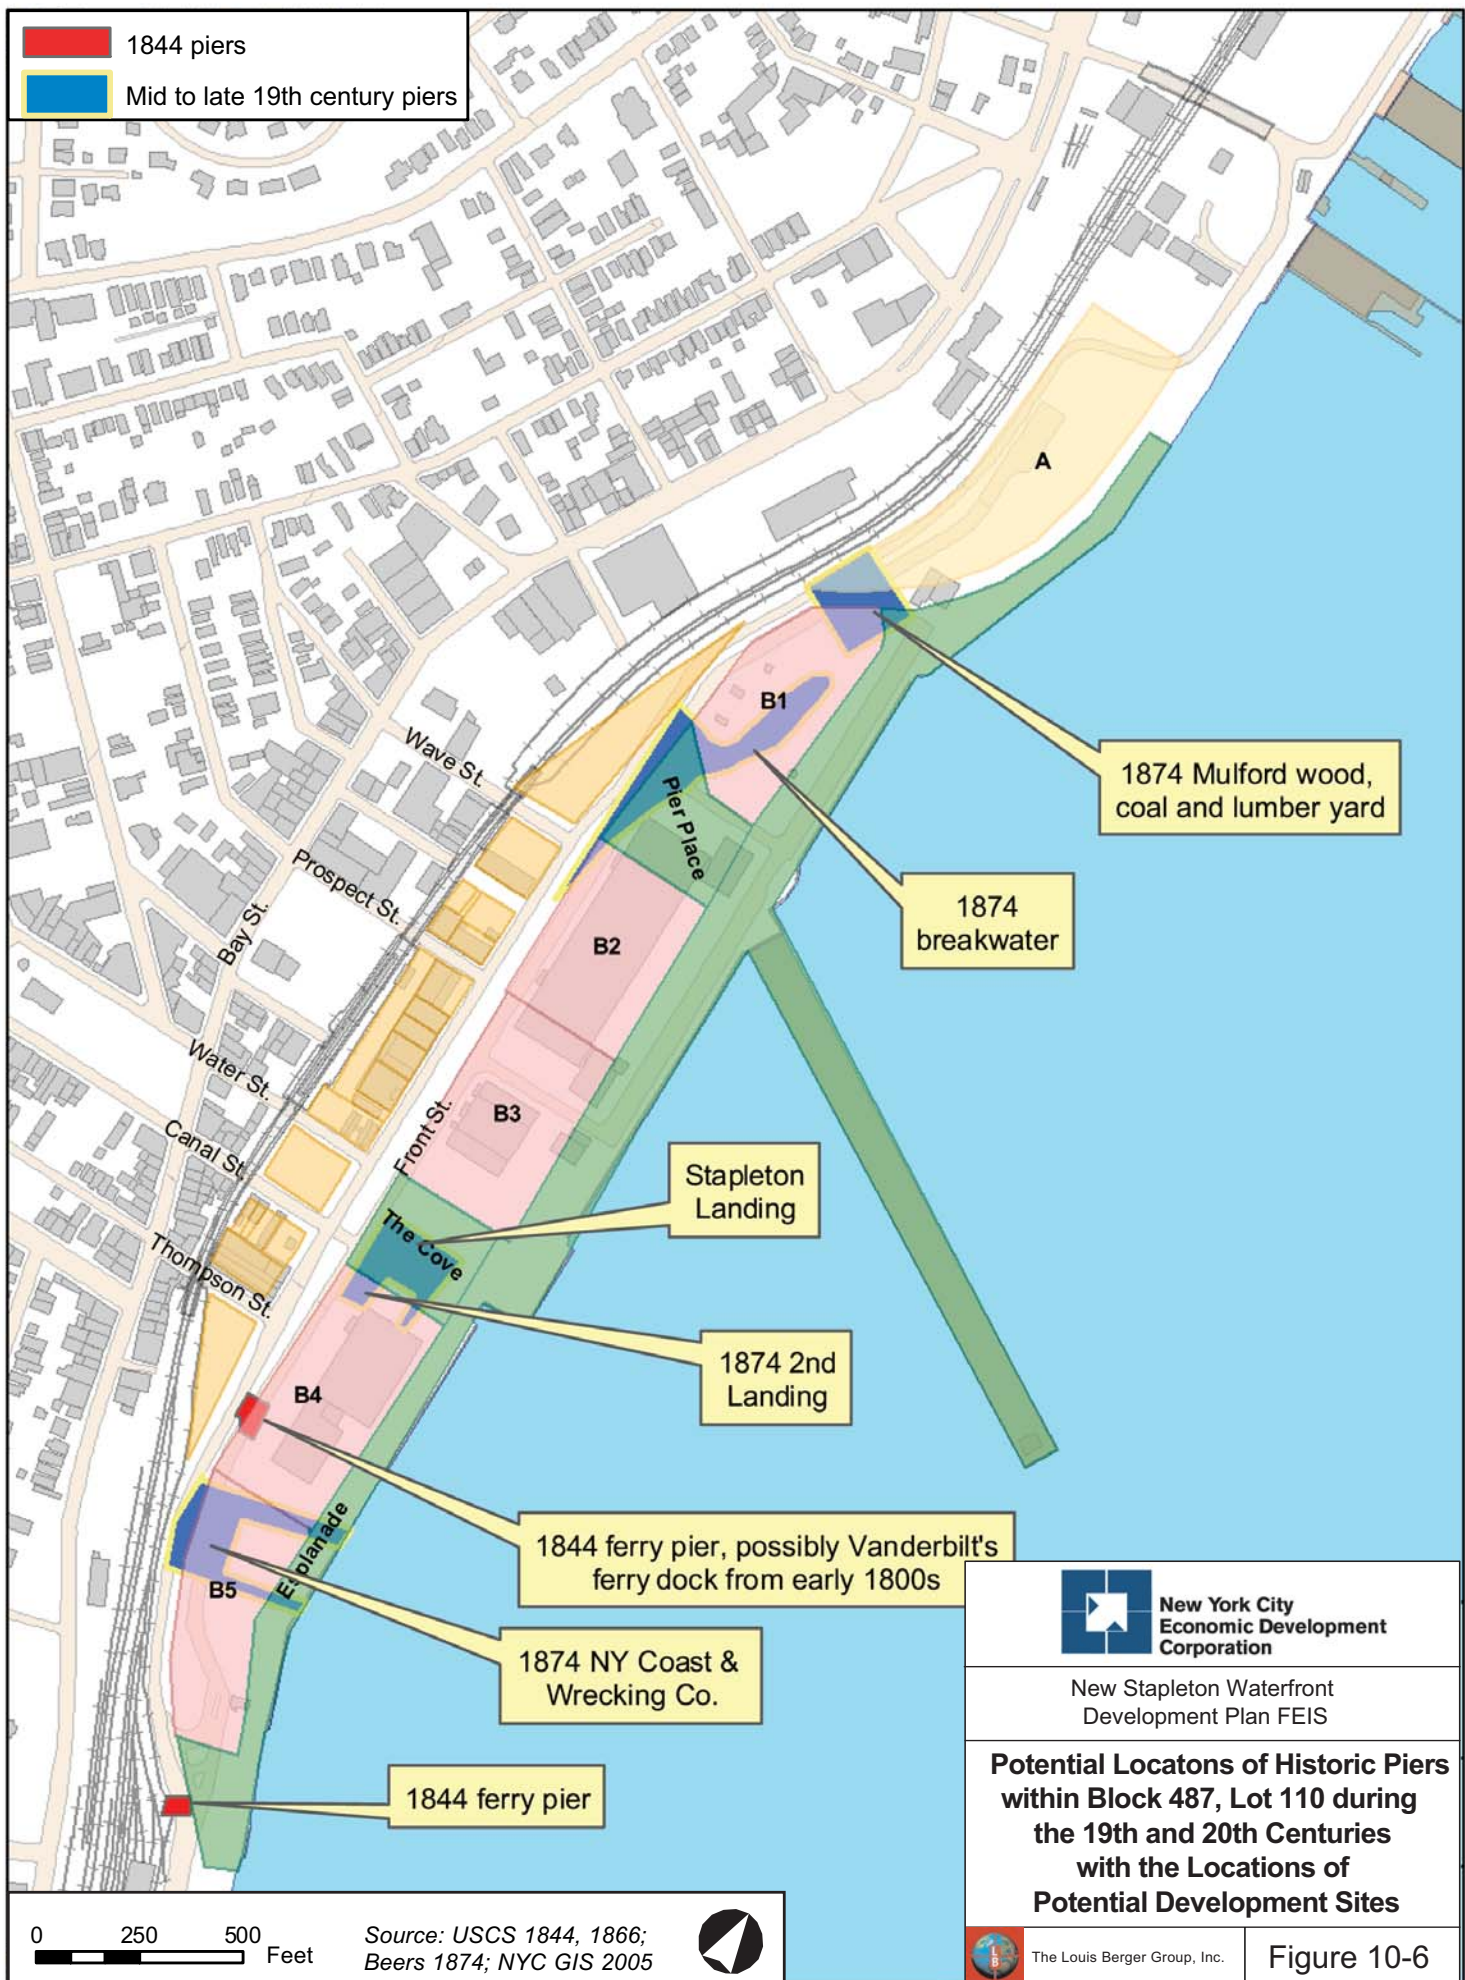 1844 piers
Mid to late 19th century piers
A
B1
Wave St.
1874 Mulford wood,
coal and lumber yard
Pier Place
Prospect St.
1874
breakwater
Bay St.
B2
Water St.
B3
Front St.
Canal St.
Stapleton
Landing
The Cove
Thompson St.
1874 2nd
Landing
B4
1844 ferry pier, possibly Vanderbilt's
ferry dock from early 1800s
Esplanade
B5
1874 NY Coast &
Wrecking Co.
1844 ferry pier
New York City
Economic Development
Corporation
New Stapleton Waterfront
Development Plan FEIS
Potential Locatons of Historic Piers
within Block 487, Lot 110 during
the 19th and 20th Centuries
with the Locations of
Potential Development Sites
0 250 500
Feet
Source: USCS 1844, 1866;
Beers 1874; NYC GIS 2005
L
B
The Louis Berger Group, Inc.
Figure 10-6